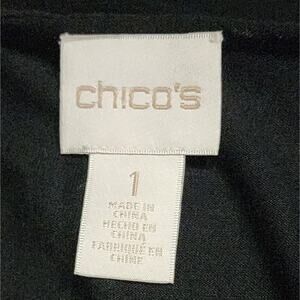 chico's
1
MADE IN
CHINA
HECHO EN
CHINA
FABRIQUÉ EN
CHINE